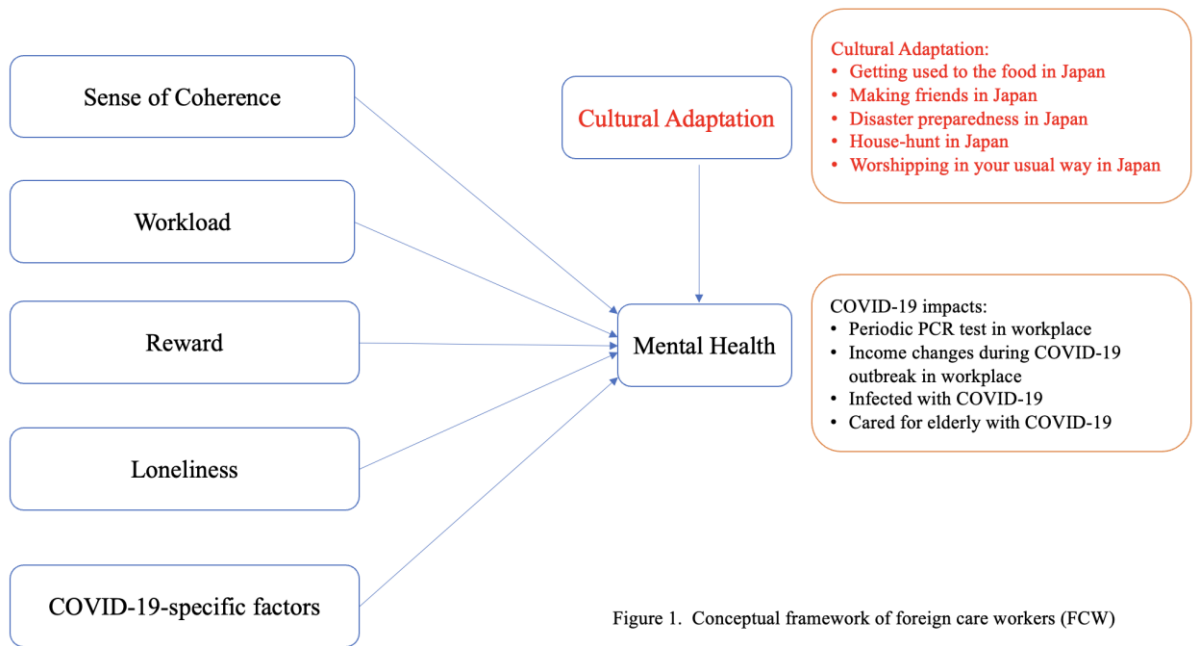 Sense of Coherence
Workload
Reward
Loneliness
COVID-19-specific factors
Cultural Adaptation
Mental Health
Cultural Adaptation:
• Getting used to the food in Japan
• Making friends in Japan
• Disaster preparedness in Japan
• House-hunt in Japan
• Worshipping in your usual way in Japan
COVID-19 impacts:
• Periodic PCR test in workplace
• Income changes during COVID-19
outbreak in workplace
• Infected with COVID-19
• Cared for elderly with COVID-19
Figure 1. Conceptual framework of foreign care workers (FCW)